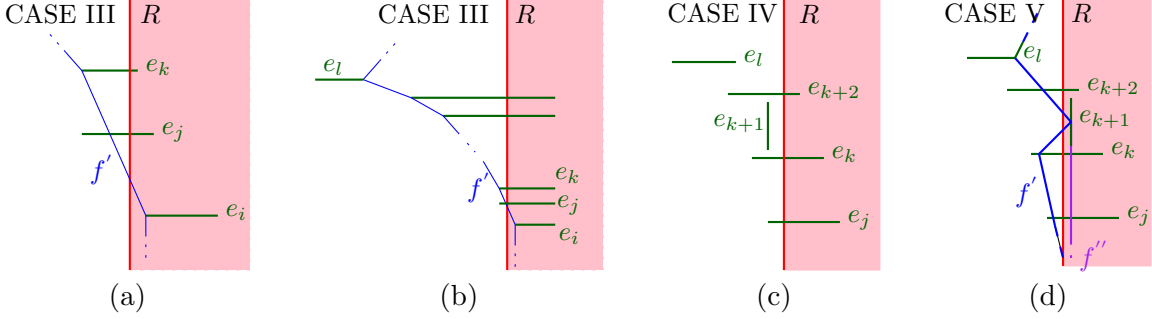 CASE III R
e_k
e_j
f'
e_i
(a)
CASE III R
e_l
e_k
f'
e_j
e_i
(b)
CASE IV R
e_l
e_{k+2}
e_{k+1}
e_k
e_j
(c)
CASE V R
e_l
e_{k+2}
e_{k+1}
e_k
f'
e_j
f''
(d)